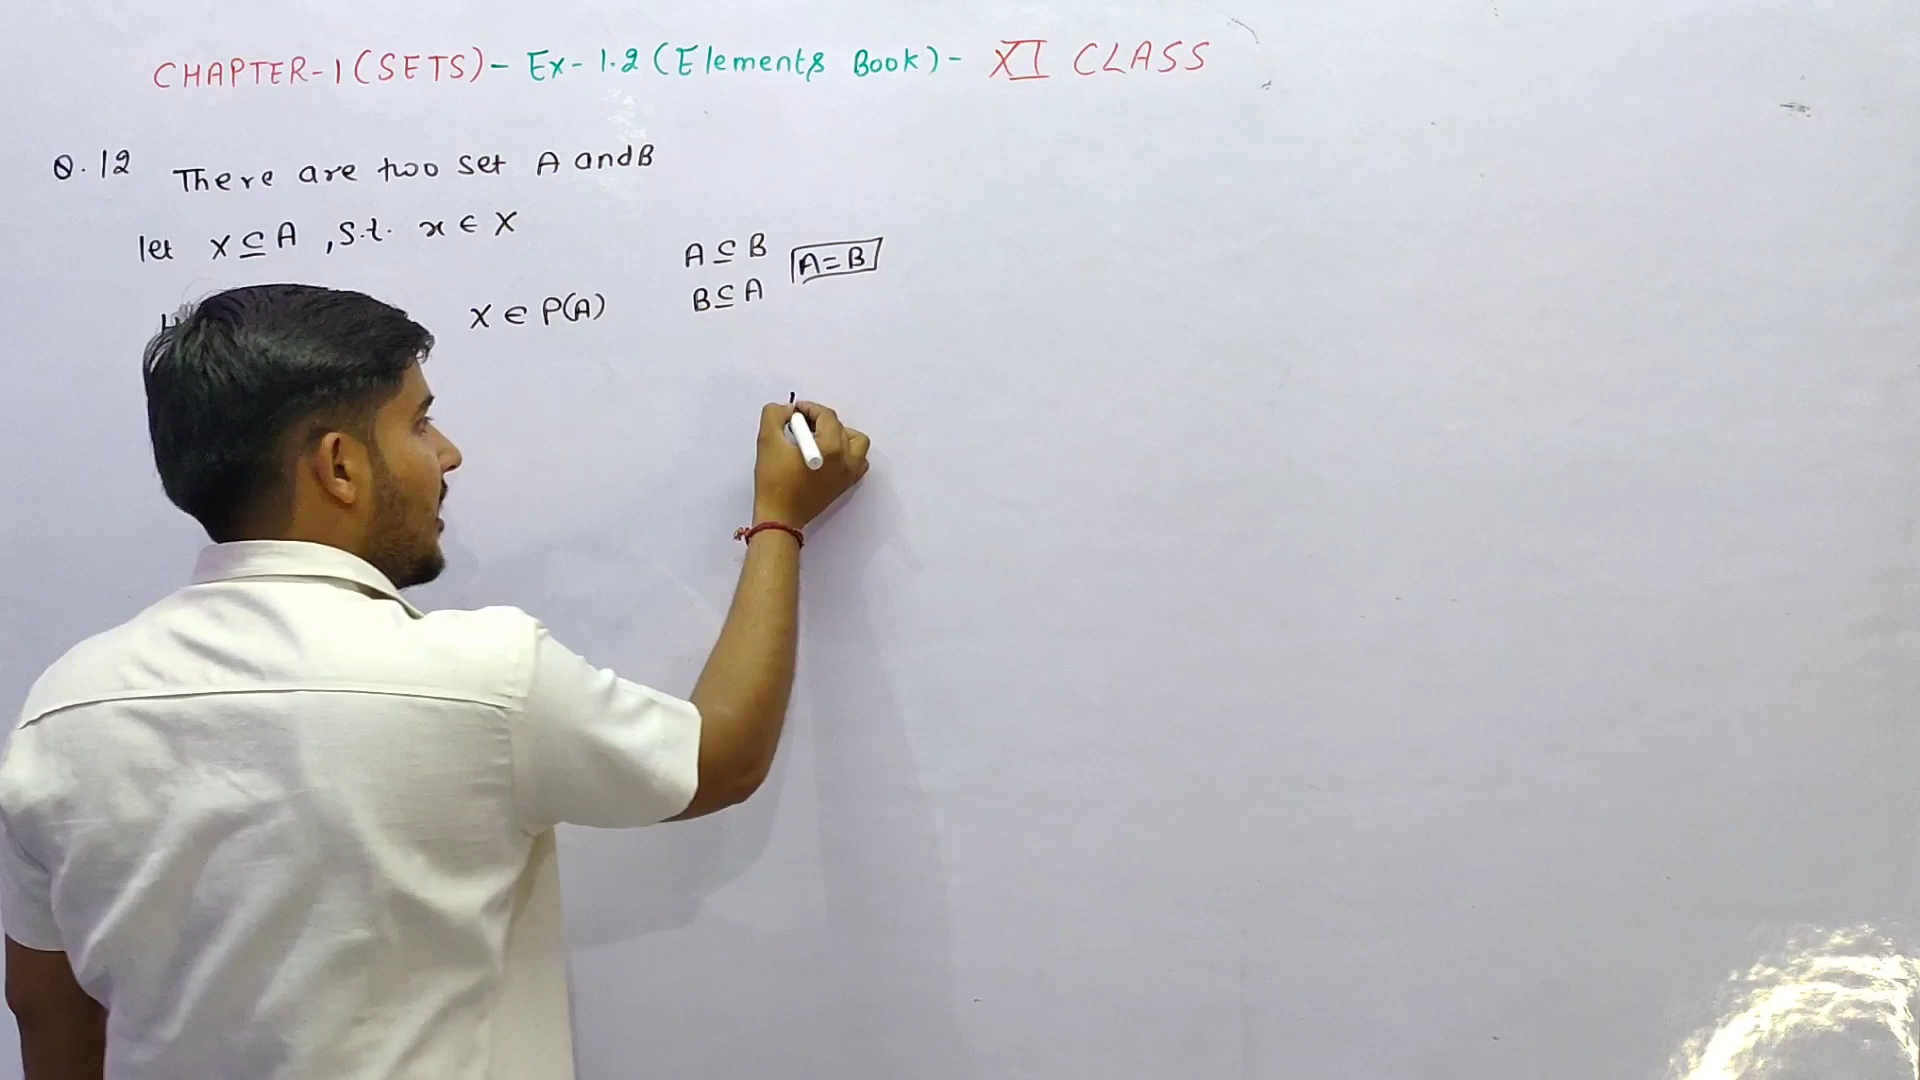 CHAPTER-1(SETS)- Ex-1.2 (Elements Book)- XI CLASS
Q.12 There are two set A and B
let X ⊆ A , S.t. x ∈ X
X ∈ P(A)
A ⊆ B
B ⊆ A
A = B